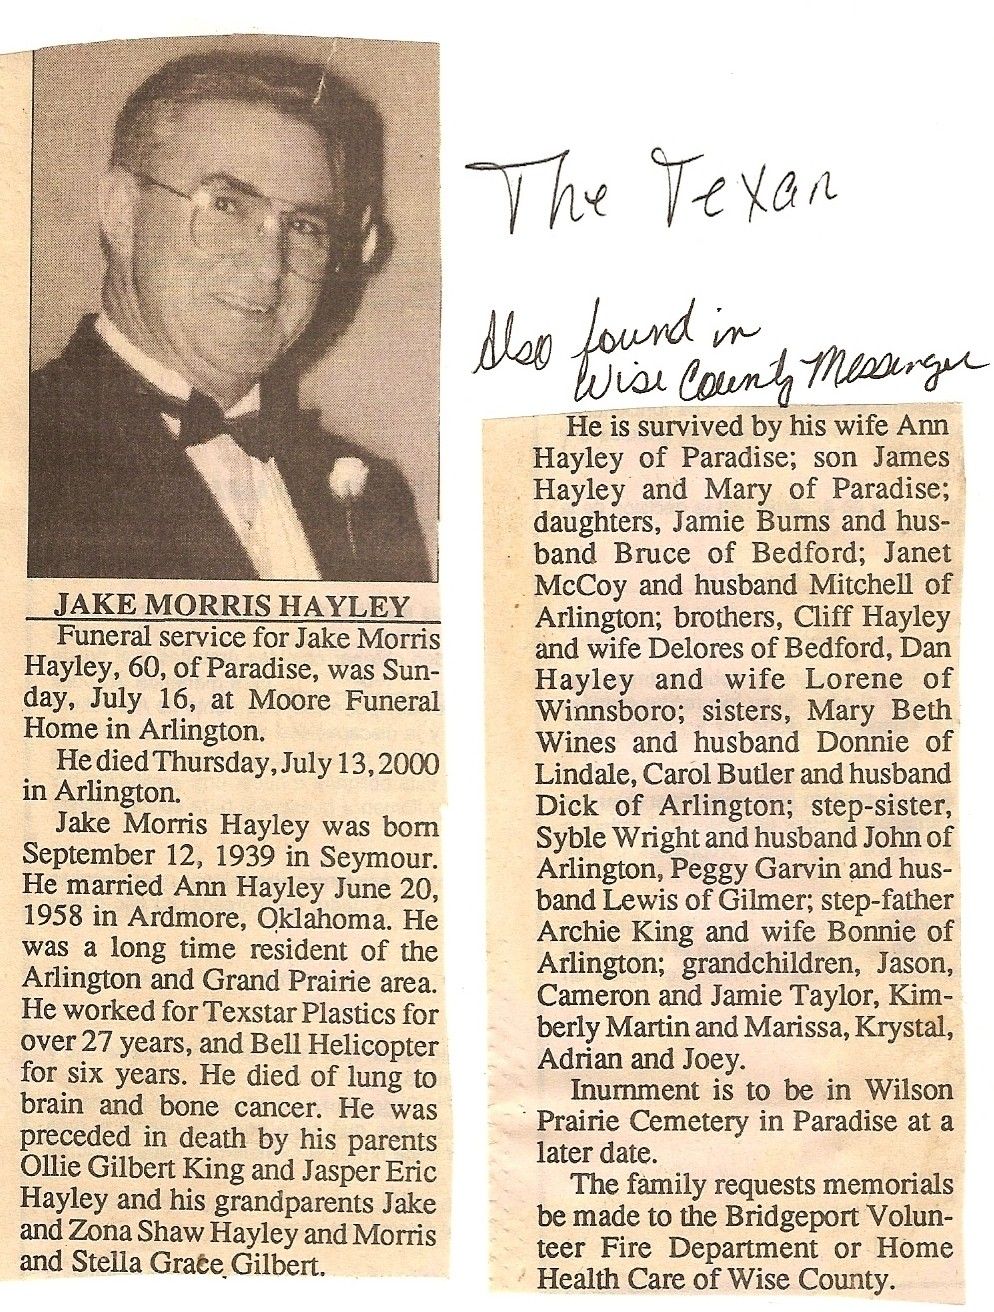 The Texan
Also found in
Wise County Messenger
JAKE MORRIS HAYLEY
Funeral service for Jake Morris
Hayley, 60, of Paradise, was Sun-
day, July 16, at Moore Funeral
Home in Arlington.
He died Thursday, July 13, 2000
in Arlington.
Jake Morris Hayley was born
September 12, 1939 in Seymour.
He married Ann Hayley June 20,
1958 in Ardmore, Oklahoma. He
was a long time resident of the
Arlington and Grand Prairie area.
He worked for Texstar Plastics for
over 27 years, and Bell Helicopter
for six years. He died of lung to
brain and bone cancer. He was
preceded in death by his parents
Ollie Gilbert King and Jasper Eric
Hayley and his grandparents Jake
and Zona Shaw Hayley and Morris
and Stella Grace Gilbert.
He is survived by his wife Ann
Hayley of Paradise; son James
Hayley and Mary of Paradise;
daughters, Jamie Burns and hus-
band Bruce of Bedford; Janet
McCoy and husband Mitchell of
Arlington; brothers, Cliff Hayley
and wife Delores of Bedford, Dan
Hayley and wife Lorene of
Winnsboro; sisters, Mary Beth
Wines and husband Donnie of
Lindale, Carol Butler and husband
Dick of Arlington; step-sister,
Syble Wright and husband John of
Arlington, Peggy Garvin and hus-
band Lewis of Gilmer; step-father
Archie King and wife Bonnie of
Arlington; grandchildren, Jason,
Cameron and Jamie Taylor, Kim-
berly Martin and Marissa, Krystal,
Adrian and Joey.
Inurnment is to be in Wilson
Prairie Cemetery in Paradise at a
later date.
The family requests memorials
be made to the Bridgeport Volun-
teer Fire Department or Home
Health Care of Wise County.